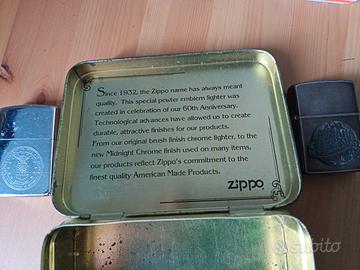 Since 1932, the Zippo name has always meant
quality. This special pewter emblem lighter was
created in celebration of our 60th Anniversary.
Technological advances have allowed us to create
durable, attractive finishes for our products.
From our original brush finish chrome lighter, to the
new Midnight Chrome finish used on many items,
our products reflect Zippo's commitment to the
finest quality American Made Products.
zippo
subito